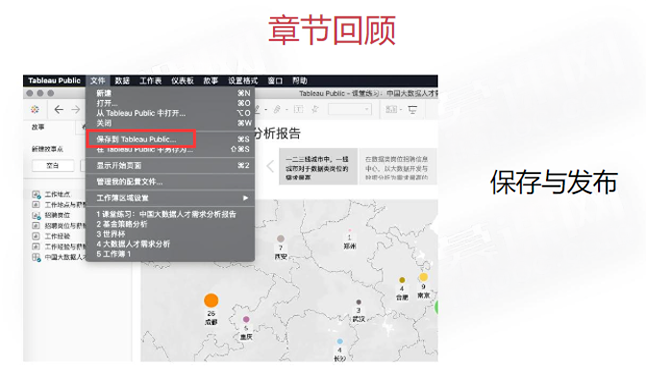 章节回顾
Tableau Public 文件 数据 工作表 仪表板 故事 设置格式 窗口 帮助
Tableau Public - 课堂练习：中国大数据人才需
新建 ⌘N
打开... ⌘O
从 Tableau Public 中打开... ⌥O
关闭 ⌘W
保存到 Tableau Public... ⌘S
在 Tableau Public 中另存为... ⇧⌘S
显示开始页面 ⌘2
管理我的配置文件...
工作簿区域设置
1 课堂练习：中国大数据人才需求分析报告
2 基金策略分析
3 世界杯
4 大数据人才需求分析
5 工作簿 1
故事
新建故事点
空白
工作地点
工作地点与薪
招聘岗位
招聘岗位与薪
工作经验
工作经验与薪
中国大数据人
分析报告
一二三线城市中，一线
城市对于数据类岗位的
需求最高
在数据类岗位招聘信息
中心，以大数据开发与
保存与发布
7
西安
1
郑州
4
合肥
9
南京
3
武汉
26
成都
5
重庆
4
长沙